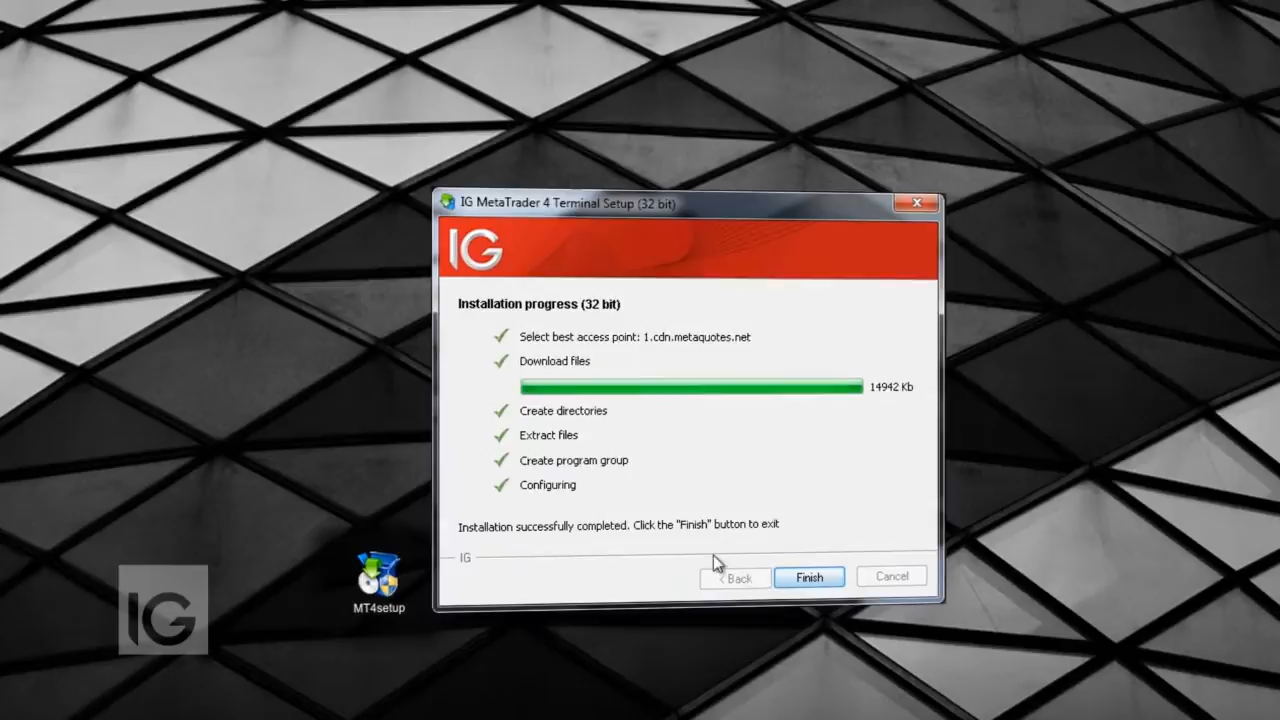 IG MetaTrader 4 Terminal Setup (32 bit)
IG
Installation progress (32 bit)
Select best access point: 1.cdn.metaquotes.net
Download files
14942 Kb
Create directories
Extract files
Create program group
Configuring
Installation successfully completed. Click the "Finish" button to exit
IG
< Back
Finish
Cancel
MT4setup
IG